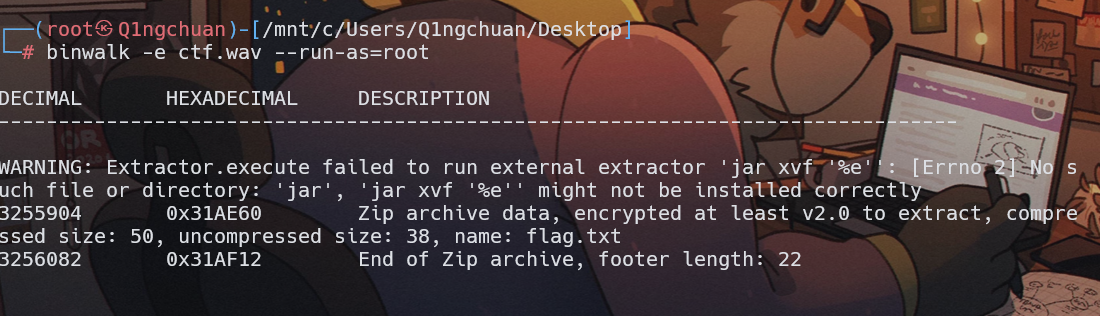 ┌──(root㉿Q1ngchuan)-[/mnt/c/Users/Q1ngchuan/Desktop]
└─# binwalk -e ctf.wav --run-as=root
DECIMAL       HEXADECIMAL     DESCRIPTION
--------------------------------------------------------------------------------
WARNING: Extractor.execute failed to run external extractor 'jar xvf '%e'': [Errno 2] No s
uch file or directory: 'jar', 'jar xvf '%e'' might not be installed correctly
3255904       0x31AE60        Zip archive data, encrypted at least v2.0 to extract, compre
ssed size: 50, uncompressed size: 38, name: flag.txt
3256082       0x31AF12        End of Zip archive, footer length: 22